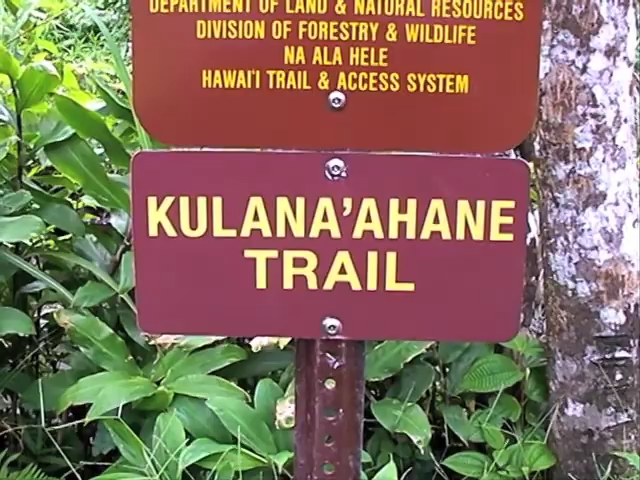 DEPARTMENT OF LAND & NATURAL RESOURCES
DIVISION OF FORESTRY & WILDLIFE
NA ALA HELE
HAWAI'I TRAIL & ACCESS SYSTEM
KULANA'AHANE
TRAIL